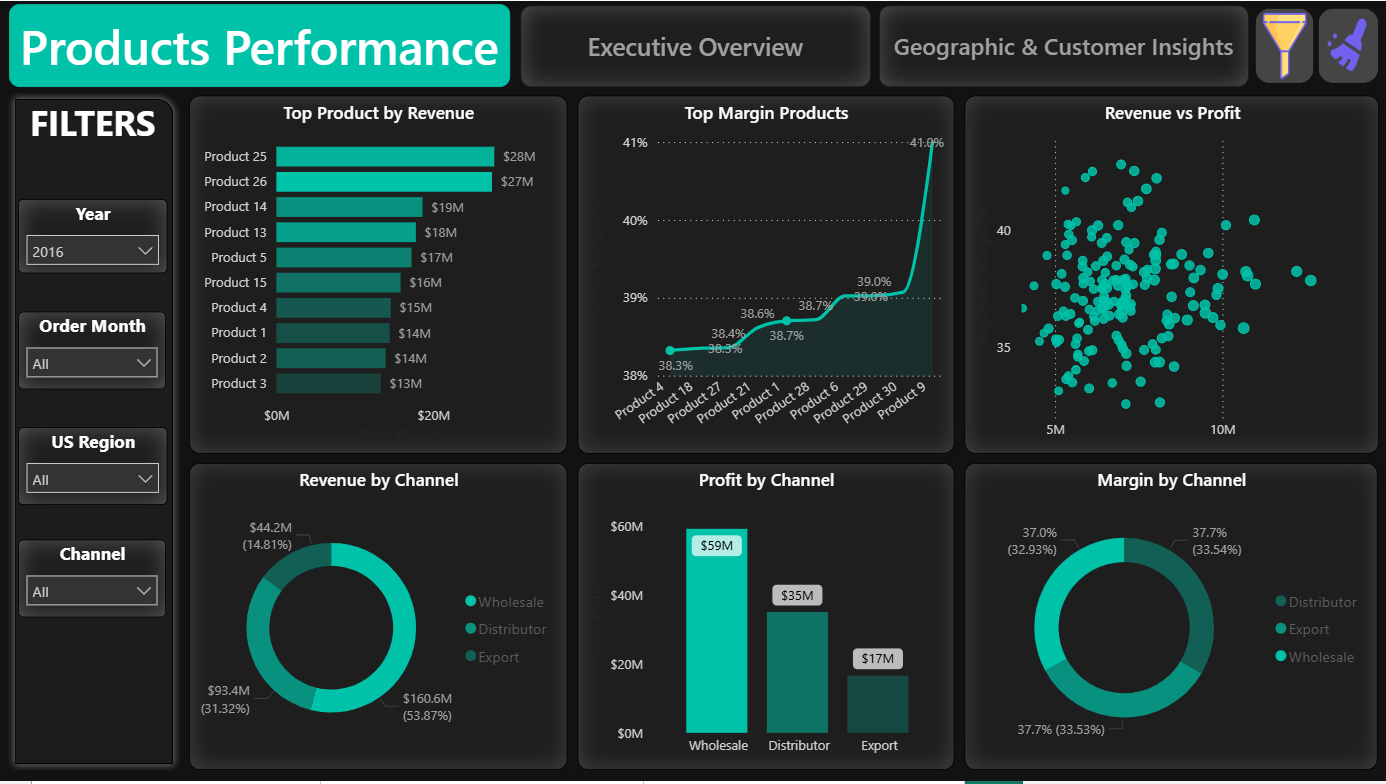 Products Performance
Executive Overview
Geographic & Customer Insights
FILTERS
Year
2016
Order Month
All
US Region
All
Channel
All
Top Product by Revenue
Product 25
$28M
Product 26
$27M
Product 14
$19M
Product 13
$18M
Product 5
$17M
Product 15
$16M
Product 4
$15M
Product 1
$14M
Product 2
$14M
Product 3
$13M
$0M
$20M
Top Margin Products
41%
40%
39%
38%
38.3%
38.4%
38.3%
38.6%
38.7%
38.7%
39.0%
39.0%
41.0%
Product 4
Product 18
Product 27
Product 21
Product 1
Product 28
Product 6
Product 29
Product 30
Product 9
Revenue vs Profit
40
35
5M
10M
Revenue by Channel
$44.2M
(14.81%)
$93.4M
(31.32%)
$160.6M
(53.87%)
Wholesale
Distributor
Export
Profit by Channel
$60M
$40M
$20M
$0M
$59M
$35M
$17M
Wholesale
Distributor
Export
Margin by Channel
37.0%
(32.93%)
37.7%
(33.54%)
37.7% (33.53%)
Distributor
Export
Wholesale